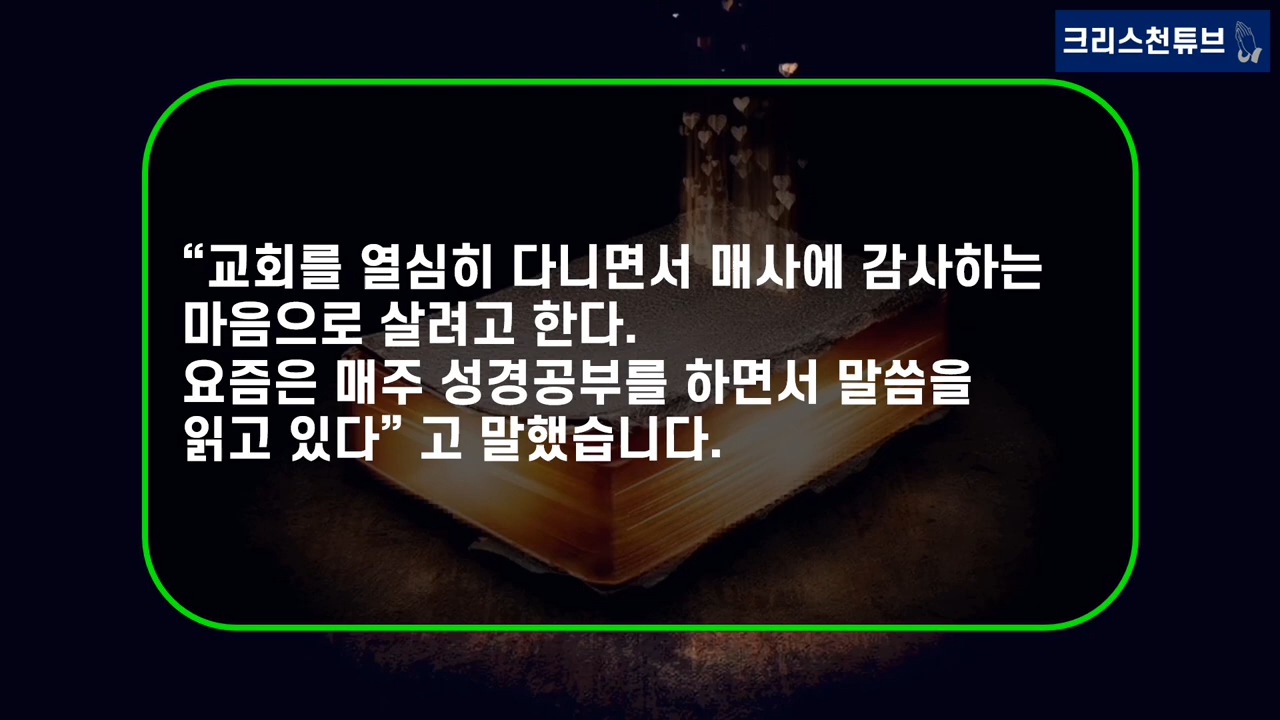 크리스천튜브
“교회를 열심히 다니면서 매사에 감사하는
마음으로 살려고 한다.
요즘은 매주 성경공부를 하면서 말씀을
읽고 있다” 고 말했습니다.